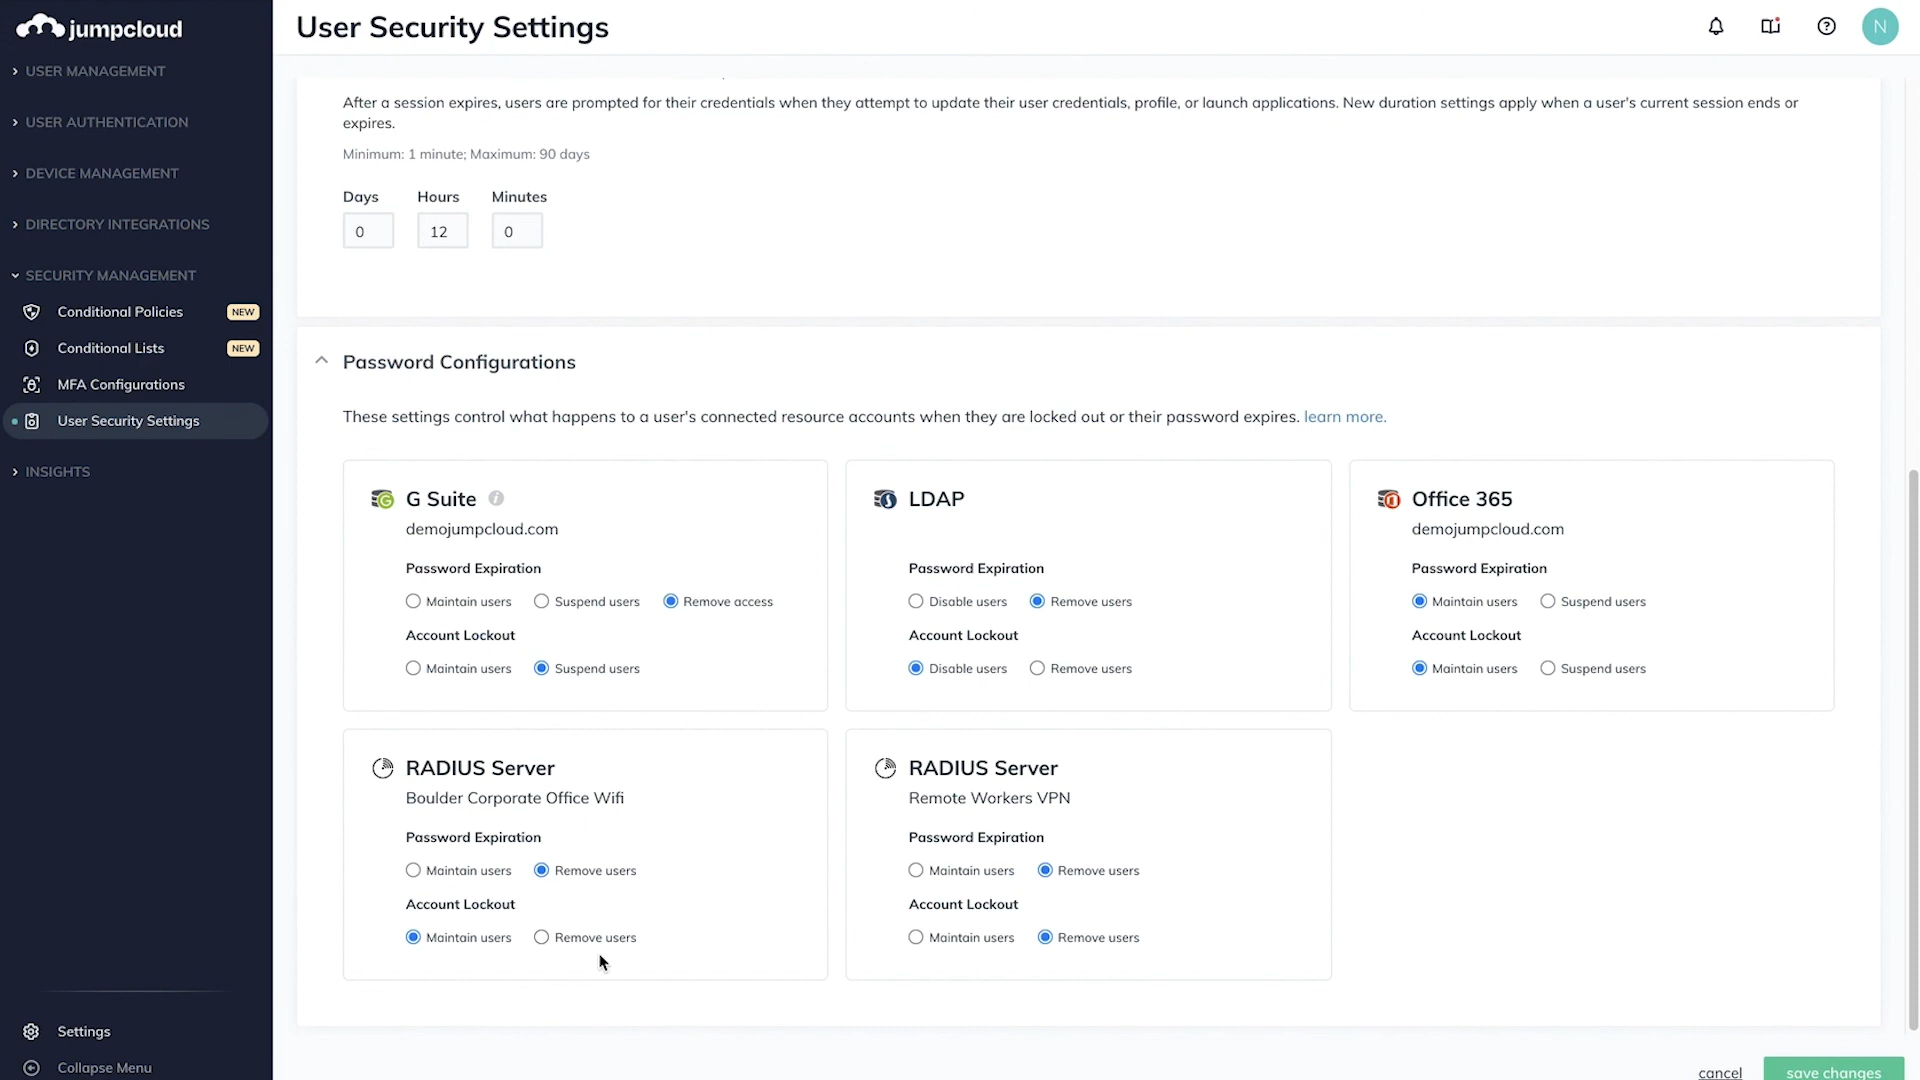 jumpcloud
User Security Settings
N
USER MANAGEMENT
USER AUTHENTICATION
DEVICE MANAGEMENT
DIRECTORY INTEGRATIONS
SECURITY MANAGEMENT
Conditional Policies NEW
Conditional Lists NEW
MFA Configurations
User Security Settings
INSIGHTS
Settings
Collapse Menu
After a session expires, users are prompted for their credentials when they attempt to update their user credentials, profile, or launch applications. New duration settings apply when a user's current session ends or
expires.
Minimum: 1 minute; Maximum: 90 days
Days Hours Minutes
0 12 0
Password Configurations
These settings control what happens to a user's connected resource accounts when they are locked out or their password expires. learn more.
G Suite
demojumpcloud.com
Password Expiration
Maintain users Suspend users Remove access
Account Lockout
Maintain users Suspend users
LDAP
Password Expiration
Disable users Remove users
Account Lockout
Disable users Remove users
Office 365
demojumpcloud.com
Password Expiration
Maintain users Suspend users
Account Lockout
Maintain users Suspend users
RADIUS Server
Boulder Corporate Office Wifi
Password Expiration
Maintain users Remove users
Account Lockout
Maintain users Remove users
RADIUS Server
Remote Workers VPN
Password Expiration
Maintain users Remove users
Account Lockout
Maintain users Remove users
cancel save changes